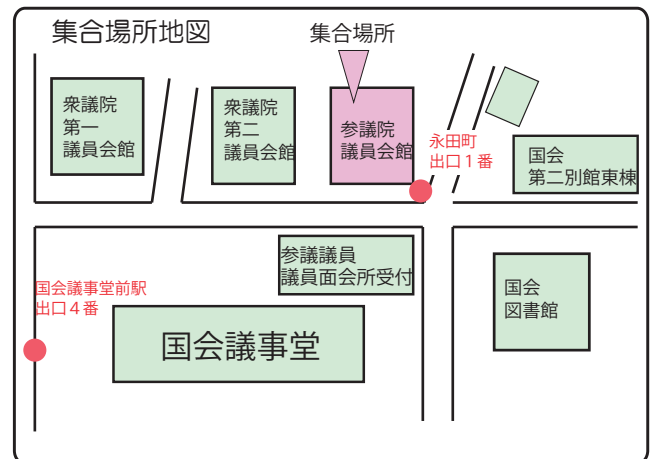 集合場所地図
集合場所
衆議院
第一
議員会館
衆議院
第二
議員会館
参議院
議員会館
永田町
出口１番
国会
第二別館東棟
参議議員
議員面会所受付
国会議事堂前駅
出口４番
国会議事堂
国会
図書館